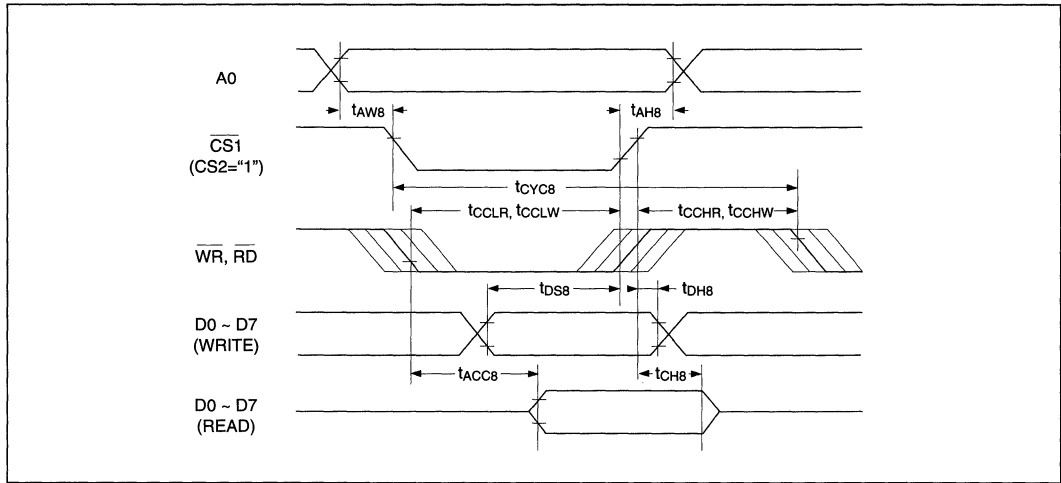 A0
tAW8
tAH8
CS1
(CS2="1")
tCYC8
tCCLR, tCCLW
tCCHR, tCCHW
WR, RD
tDS8
tDH8
D0 ~ D7
(WRITE)
tACC8
tCH8
D0 ~ D7
(READ)